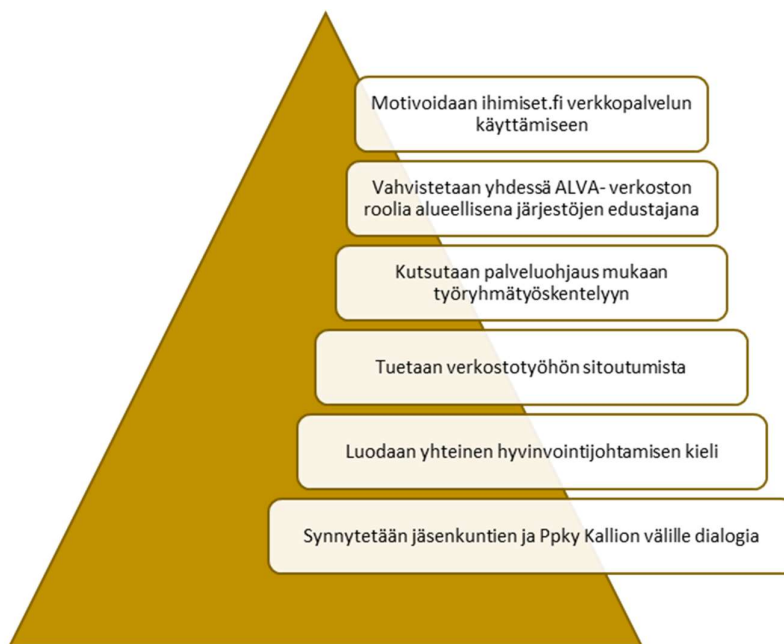 Motivoidaan ihimiset.fi verkkopalvelun
käyttämiseen
Vahvistetaan yhdessä ALVA- verkoston
roolia alueellisena järjestöjen edustajana
Kutsutaan palveluohjaus mukaan
työryhmätyöskentelyyn
Tuetaan verkostotyöhön sitoutumista
Luodaan yhteinen hyvinvointijohtamisen kieli
Synnytetään jäsenkuntien ja Ppky Kallion välille dialogia